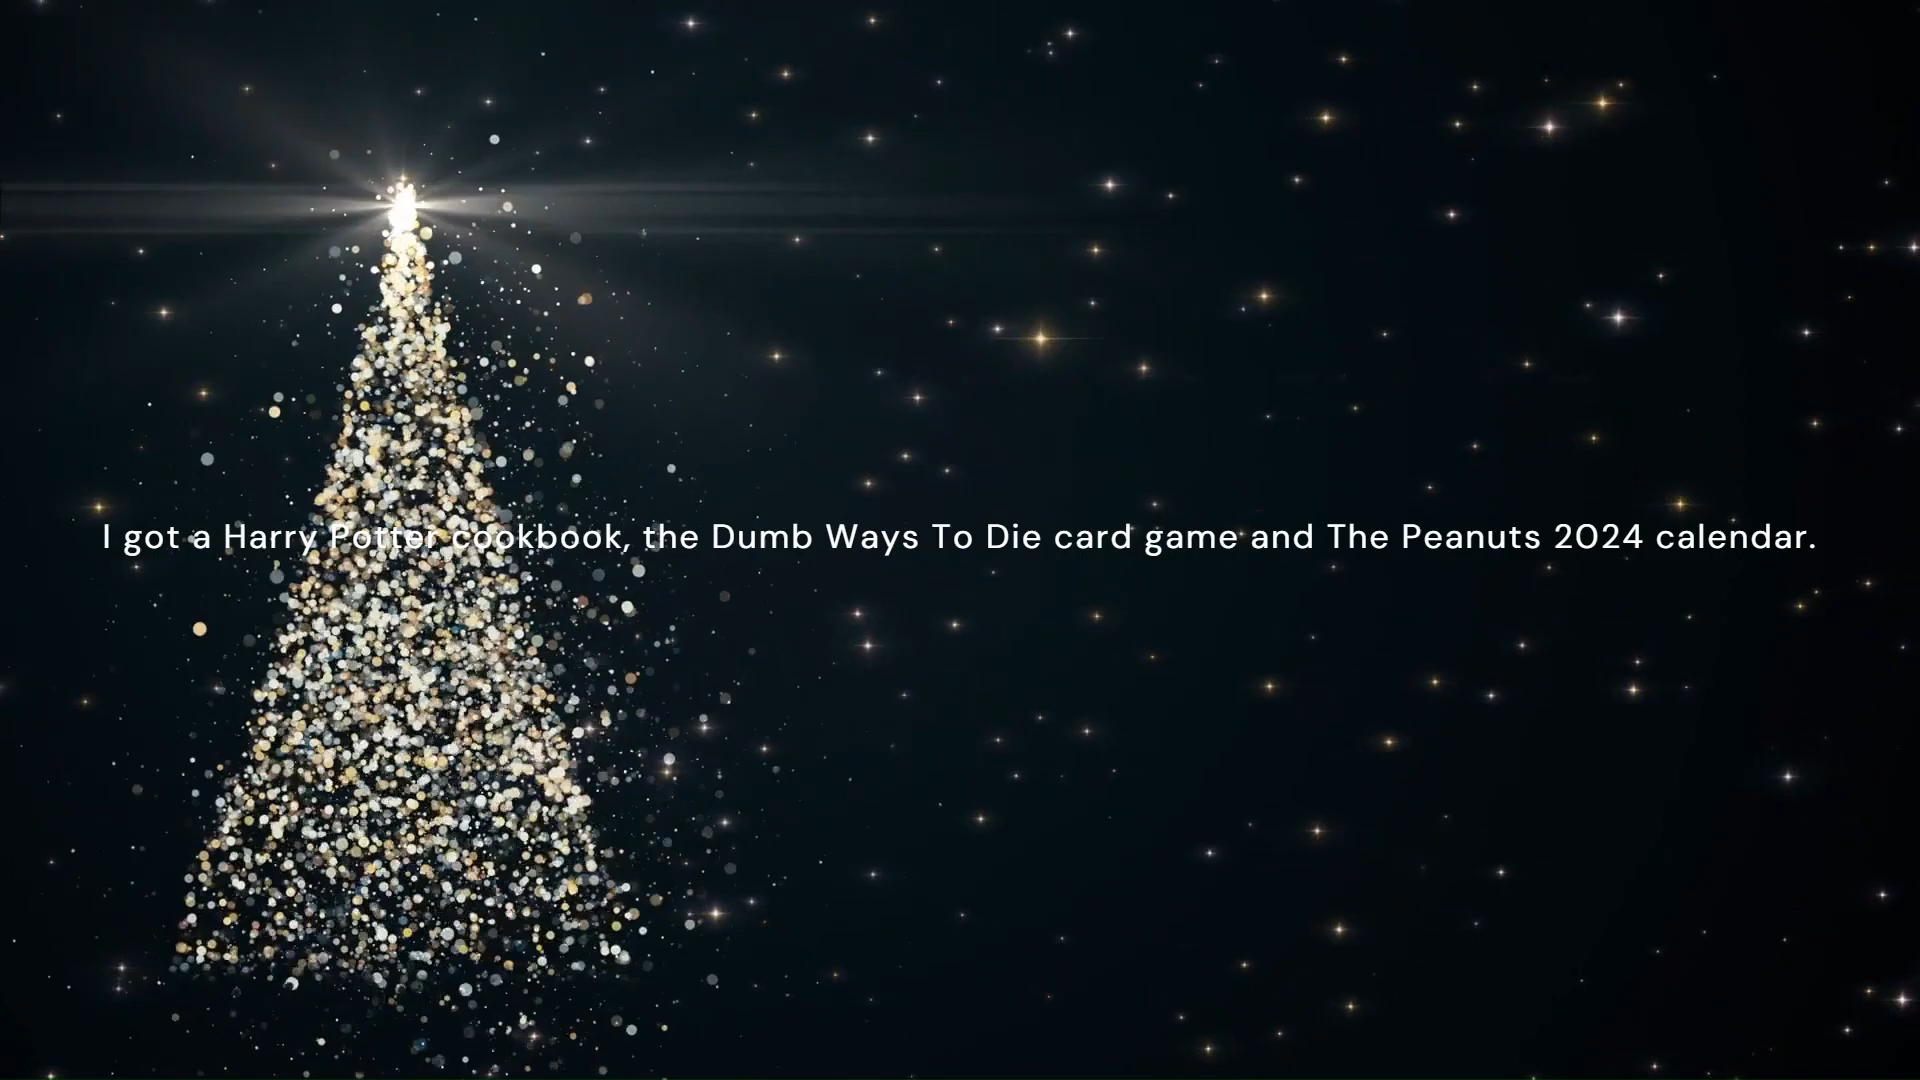 I got a Harry Potter cookbook, the Dumb Ways To Die card game and The Peanuts 2024 calendar.